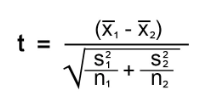 t = (x̅₁ - x̅₂) / √(s₁²/n₁ + s₂²/n₂)